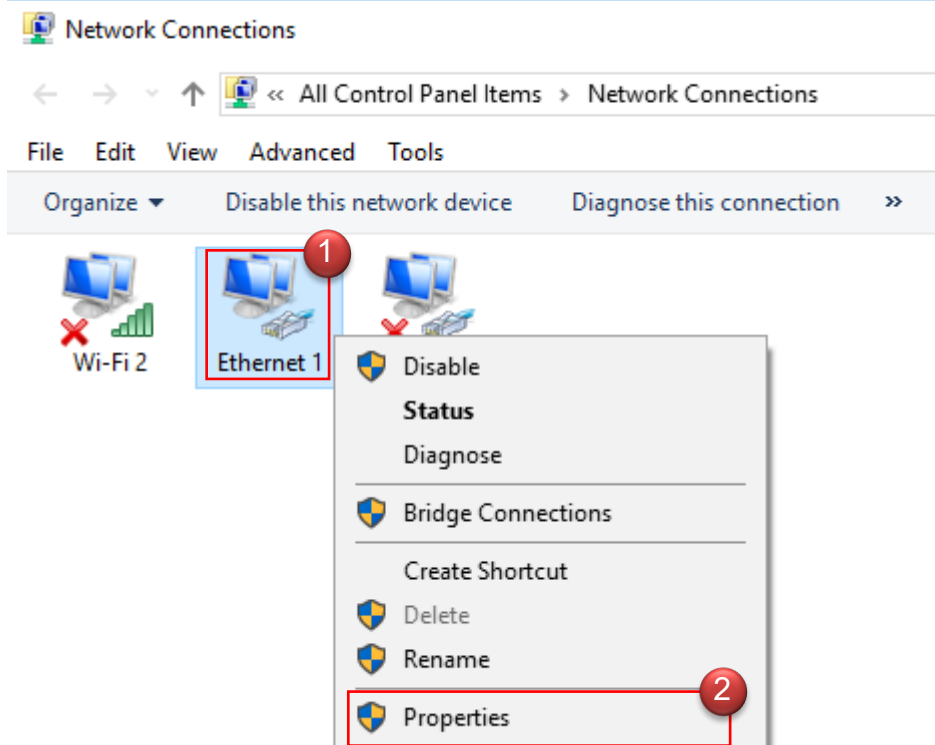 Network Connections
« All Control Panel Items > Network Connections
File Edit View Advanced Tools
Organize Disable this network device Diagnose this connection »
1
Wi-Fi 2 Ethernet 1
Disable
Status
Diagnose
Bridge Connections
Create Shortcut
Delete
Rename
2
Properties